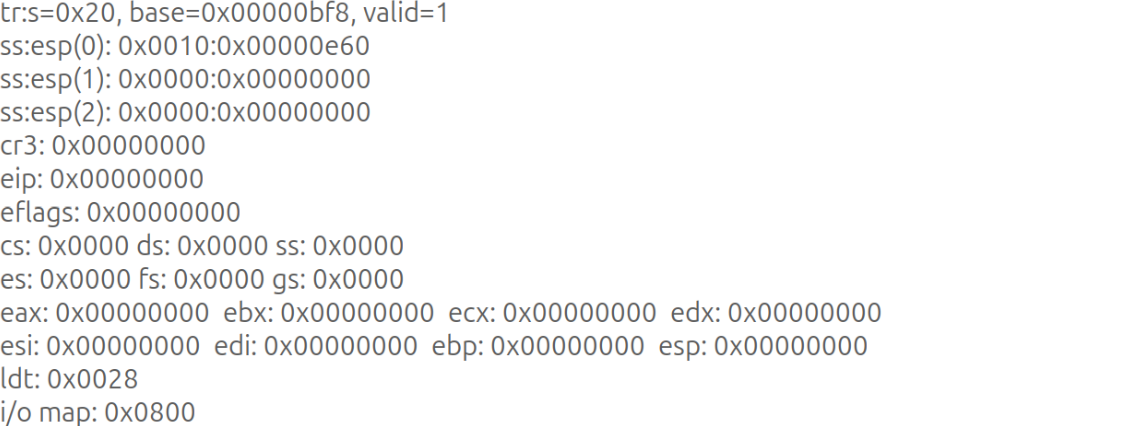 tr:s=0x20, base=0x00000bf8, valid=1
ss:esp(0): 0x0010:0x00000e60
ss:esp(1): 0x0000:0x00000000
ss:esp(2): 0x0000:0x00000000
cr3: 0x00000000
eip: 0x00000000
eflags: 0x00000000
cs: 0x0000 ds: 0x0000 ss: 0x0000
es: 0x0000 fs: 0x0000 gs: 0x0000
eax: 0x00000000  ebx: 0x00000000  ecx: 0x00000000  edx: 0x00000000
esi: 0x00000000  edi: 0x00000000  ebp: 0x00000000  esp: 0x00000000
ldt: 0x0028
i/o map: 0x0800